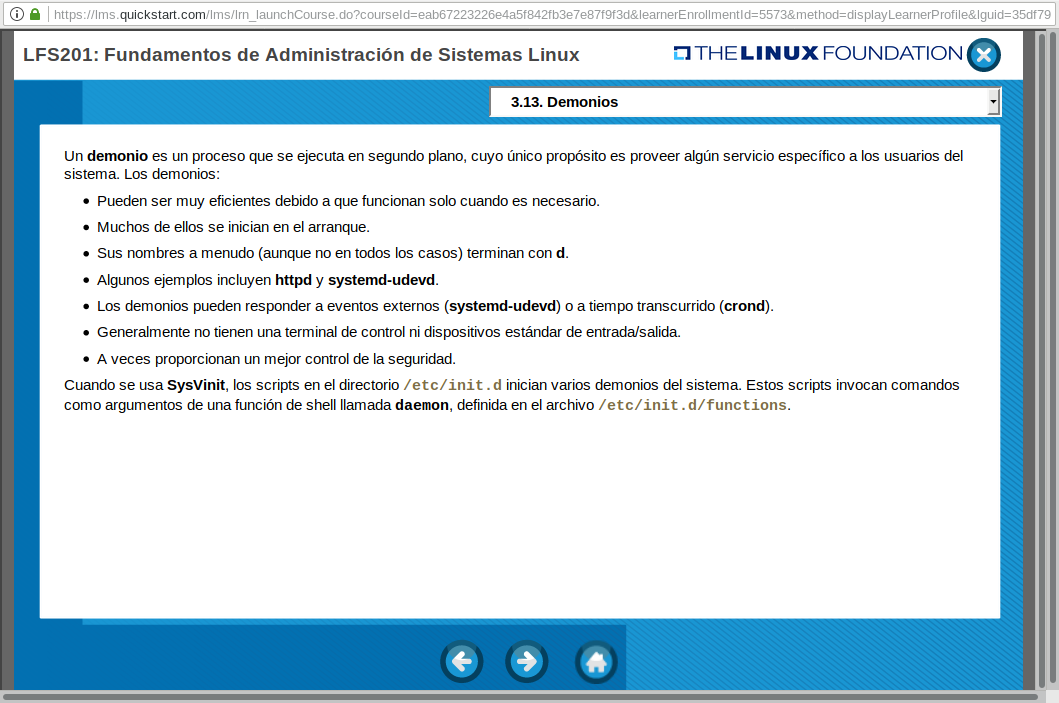 https://lms.quickstart.com/lms/lrn_launchCourse.do?courseId=eab67223226e4a5f842fb3e7e87f9f3d&learnerEnrollmentId=5573&method=displayLearnerProfile&lguid=35df79
LFS201: Fundamentos de Administración de Sistemas Linux
THE LINUX FOUNDATION
3.13. Demonios
Un demonio es un proceso que se ejecuta en segundo plano, cuyo único propósito es proveer algún servicio específico a los usuarios del
sistema. Los demonios:
• Pueden ser muy eficientes debido a que funcionan solo cuando es necesario.
• Muchos de ellos se inician en el arranque.
• Sus nombres a menudo (aunque no en todos los casos) terminan con d.
• Algunos ejemplos incluyen httpd y systemd-udevd.
• Los demonios pueden responder a eventos externos (systemd-udevd) o a tiempo transcurrido (crond).
• Generalmente no tienen una terminal de control ni dispositivos estándar de entrada/salida.
• A veces proporcionan un mejor control de la seguridad.
Cuando se usa SysVinit, los scripts en el directorio /etc/init.d inician varios demonios del sistema. Estos scripts invocan comandos
como argumentos de una función de shell llamada daemon, definida en el archivo /etc/init.d/functions.